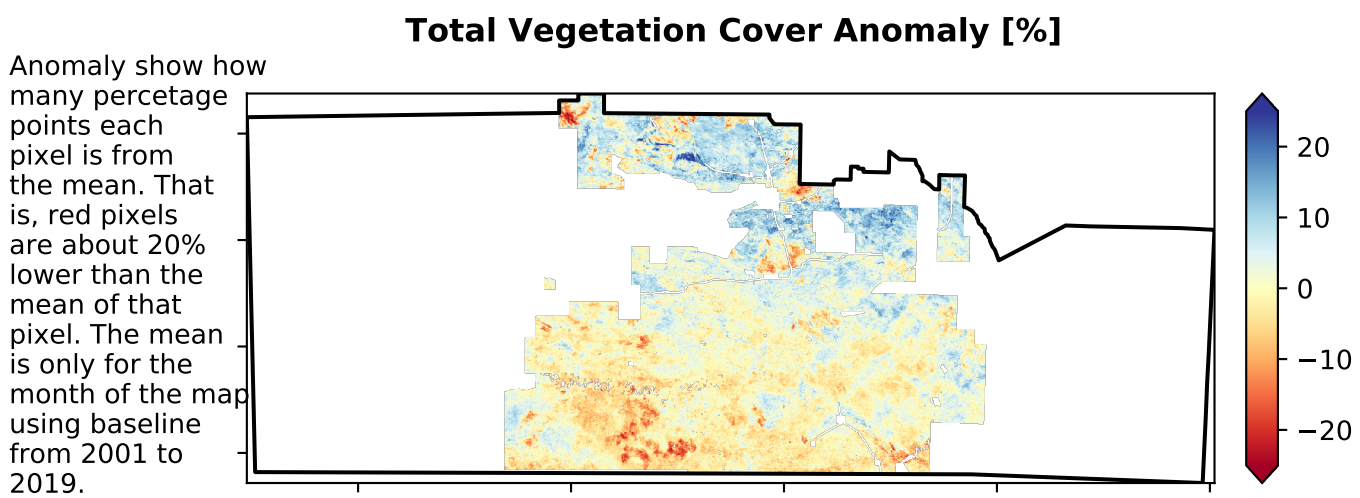 Total Vegetation Cover Anomaly [%]
Anomaly show how
many percetage
points each
pixel is from
the mean. That
is, red pixels
are about 20%
lower than the
mean of that
pixel. The mean
is only for the
month of the map
using baseline
from 2001 to
2019.
20
10
0
−10
−20